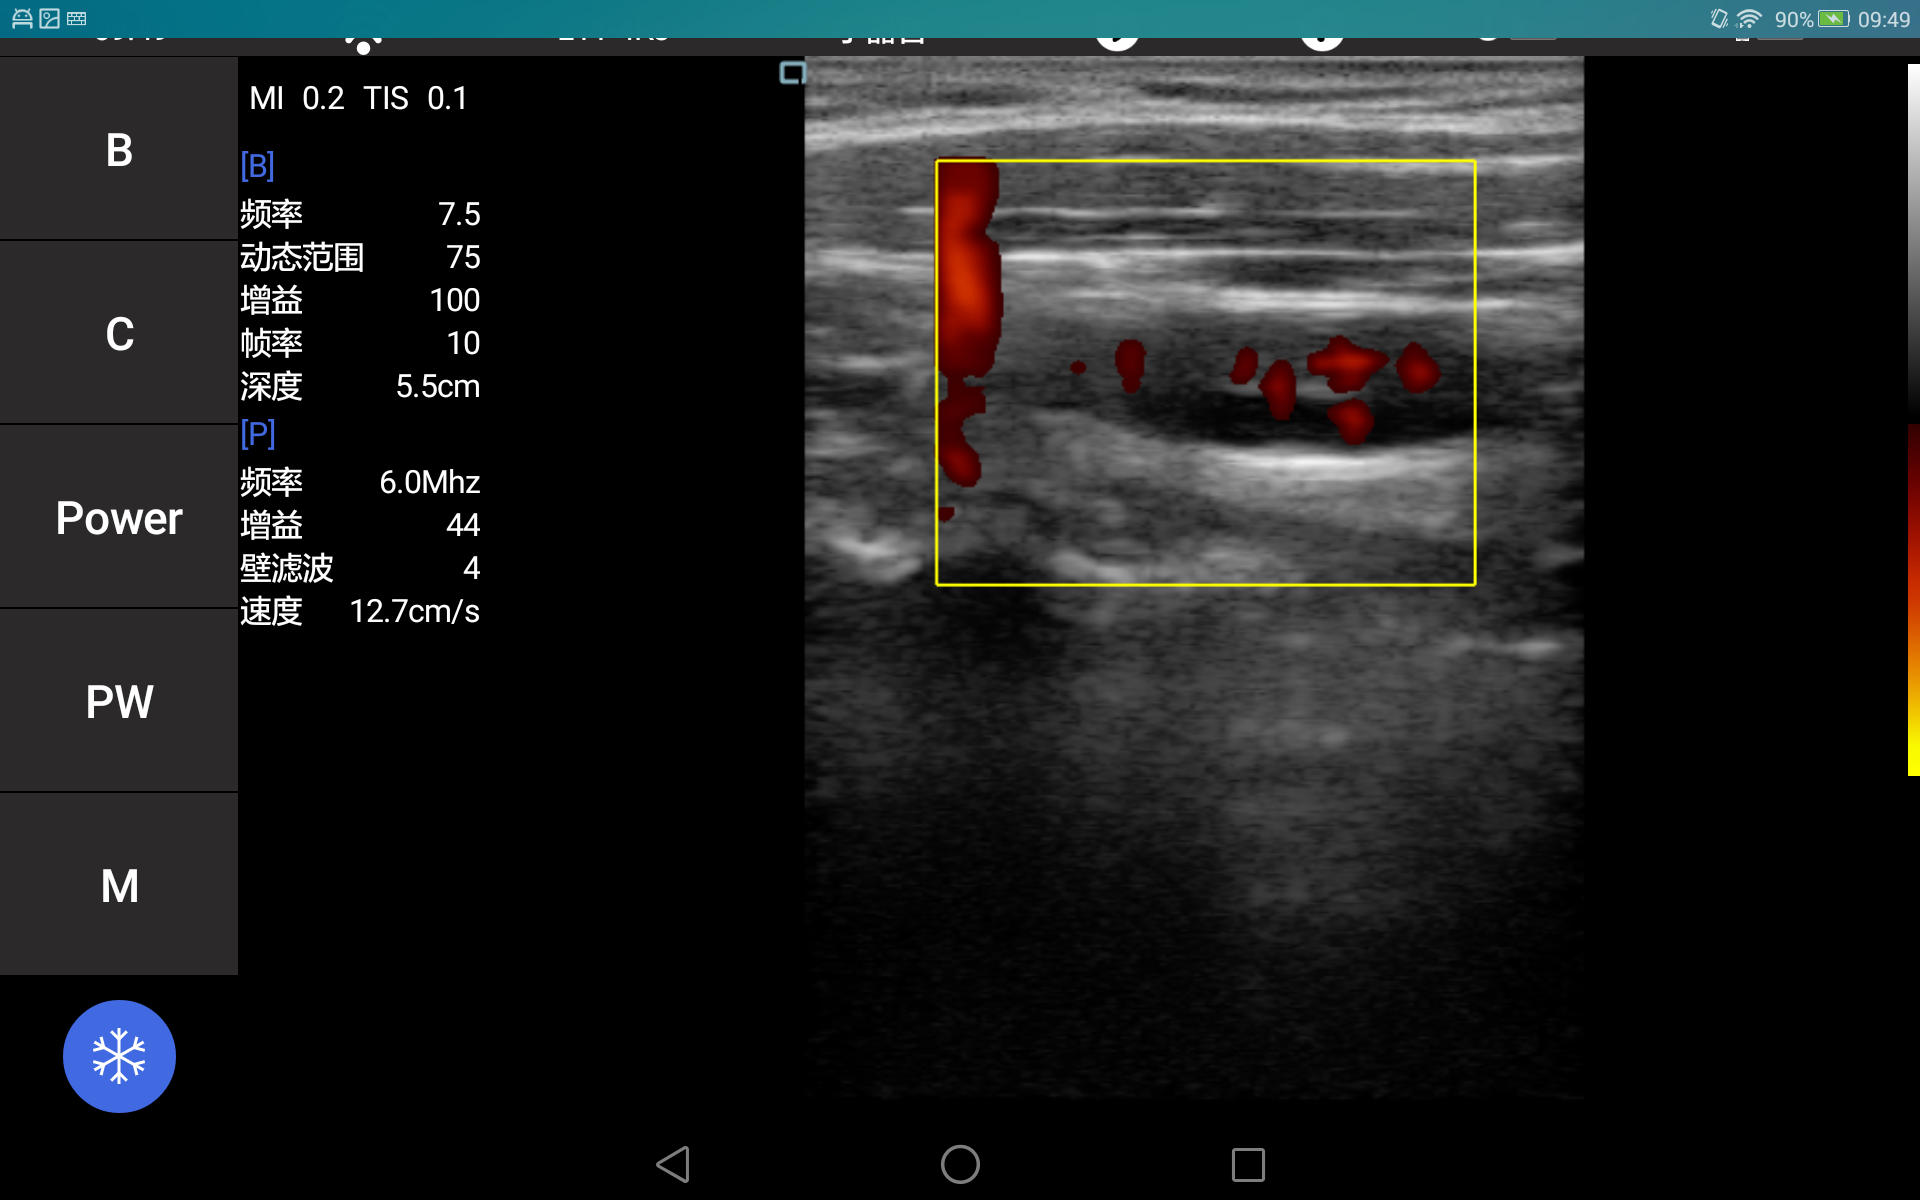 90% 09:49
MI 0.2 TIS 0.1
B
[B]
频率 7.5
动态范围 75
增益 100
帧率 10
深度 5.5cm
C
[P]
频率 6.0Mhz
增益 44
壁滤波 4
速度 12.7cm/s
Power
PW
M